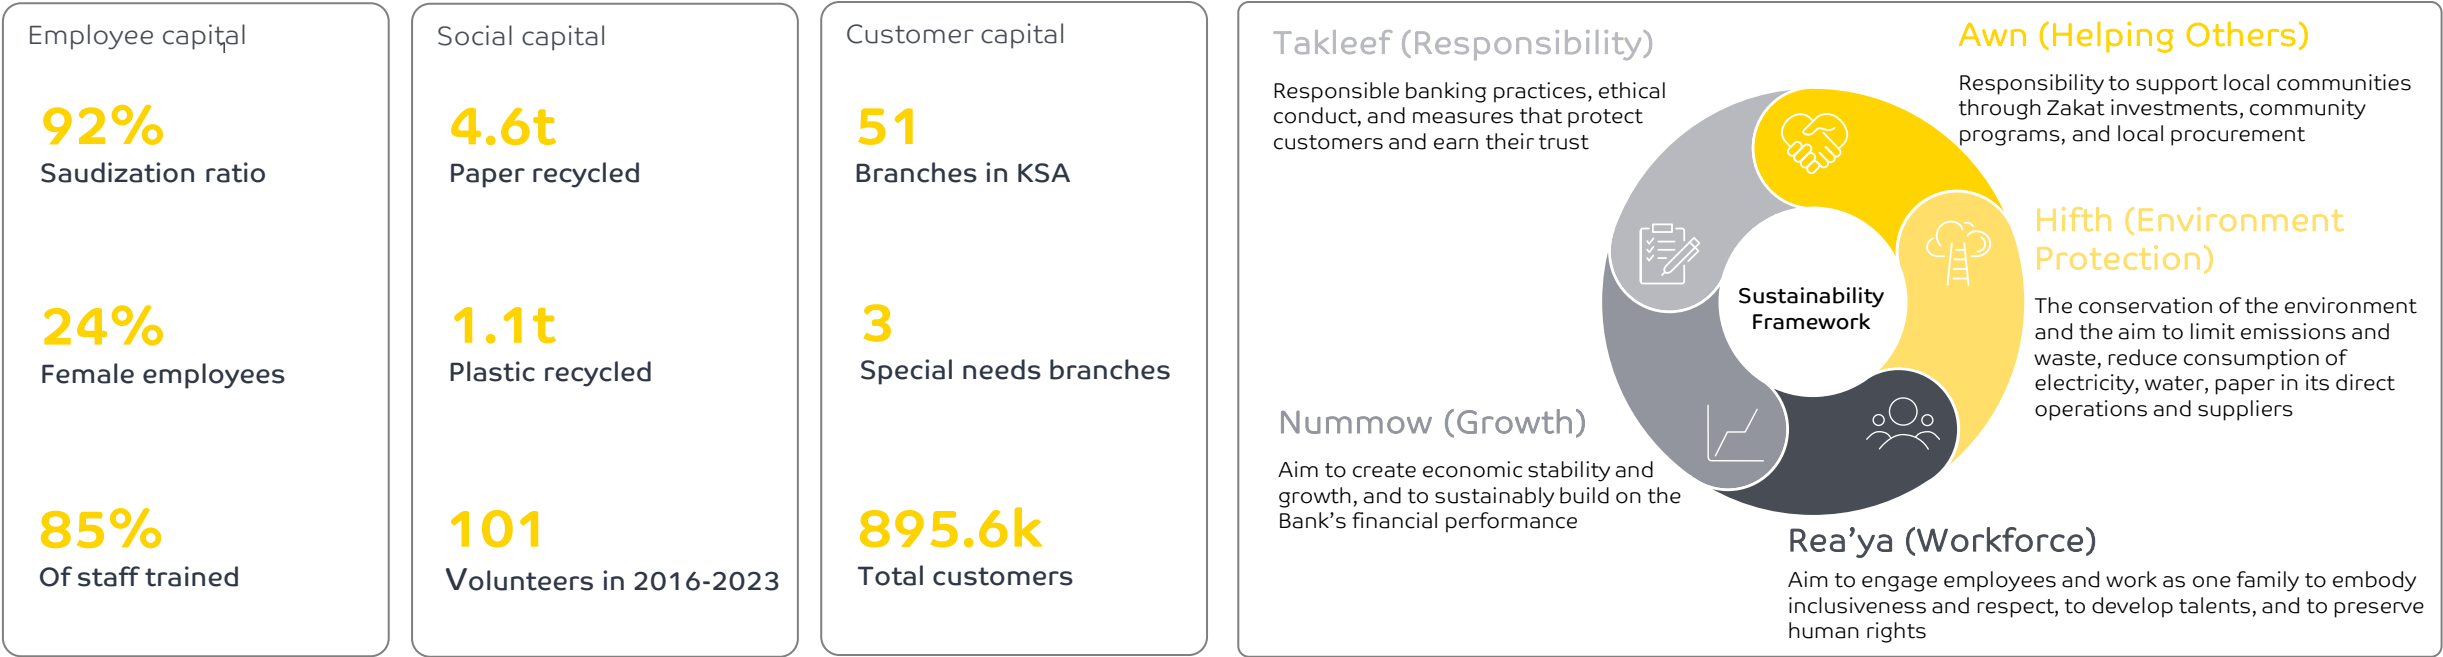 Employee capital
92%
Saudization ratio
24%
Female employees
85%
Of staff trained
Social capital
4.6t
Paper recycled
1.1t
Plastic recycled
101
Volunteers in 2016-2023
Customer capital
51
Branches in KSA
3
Special needs branches
895.6k
Total customers
Takleef (Responsibility)
Responsible banking practices, ethical
conduct, and measures that protect
customers and earn their trust
Awn (Helping Others)
Responsibility to support local communities
through Zakat investments, community
programs, and local procurement
Hifth (Environment
Protection)
The conservation of the environment
and the aim to limit emissions and
waste, reduce consumption of
electricity, water, paper in its direct
operations and suppliers
Sustainability
Framework
Nummow (Growth)
Aim to create economic stability and
growth, and to sustainably build on the
Bank’s financial performance
Rea’ya (Workforce)
Aim to engage employees and work as one family to embody
inclusiveness and respect, to develop talents, and to preserve
human rights